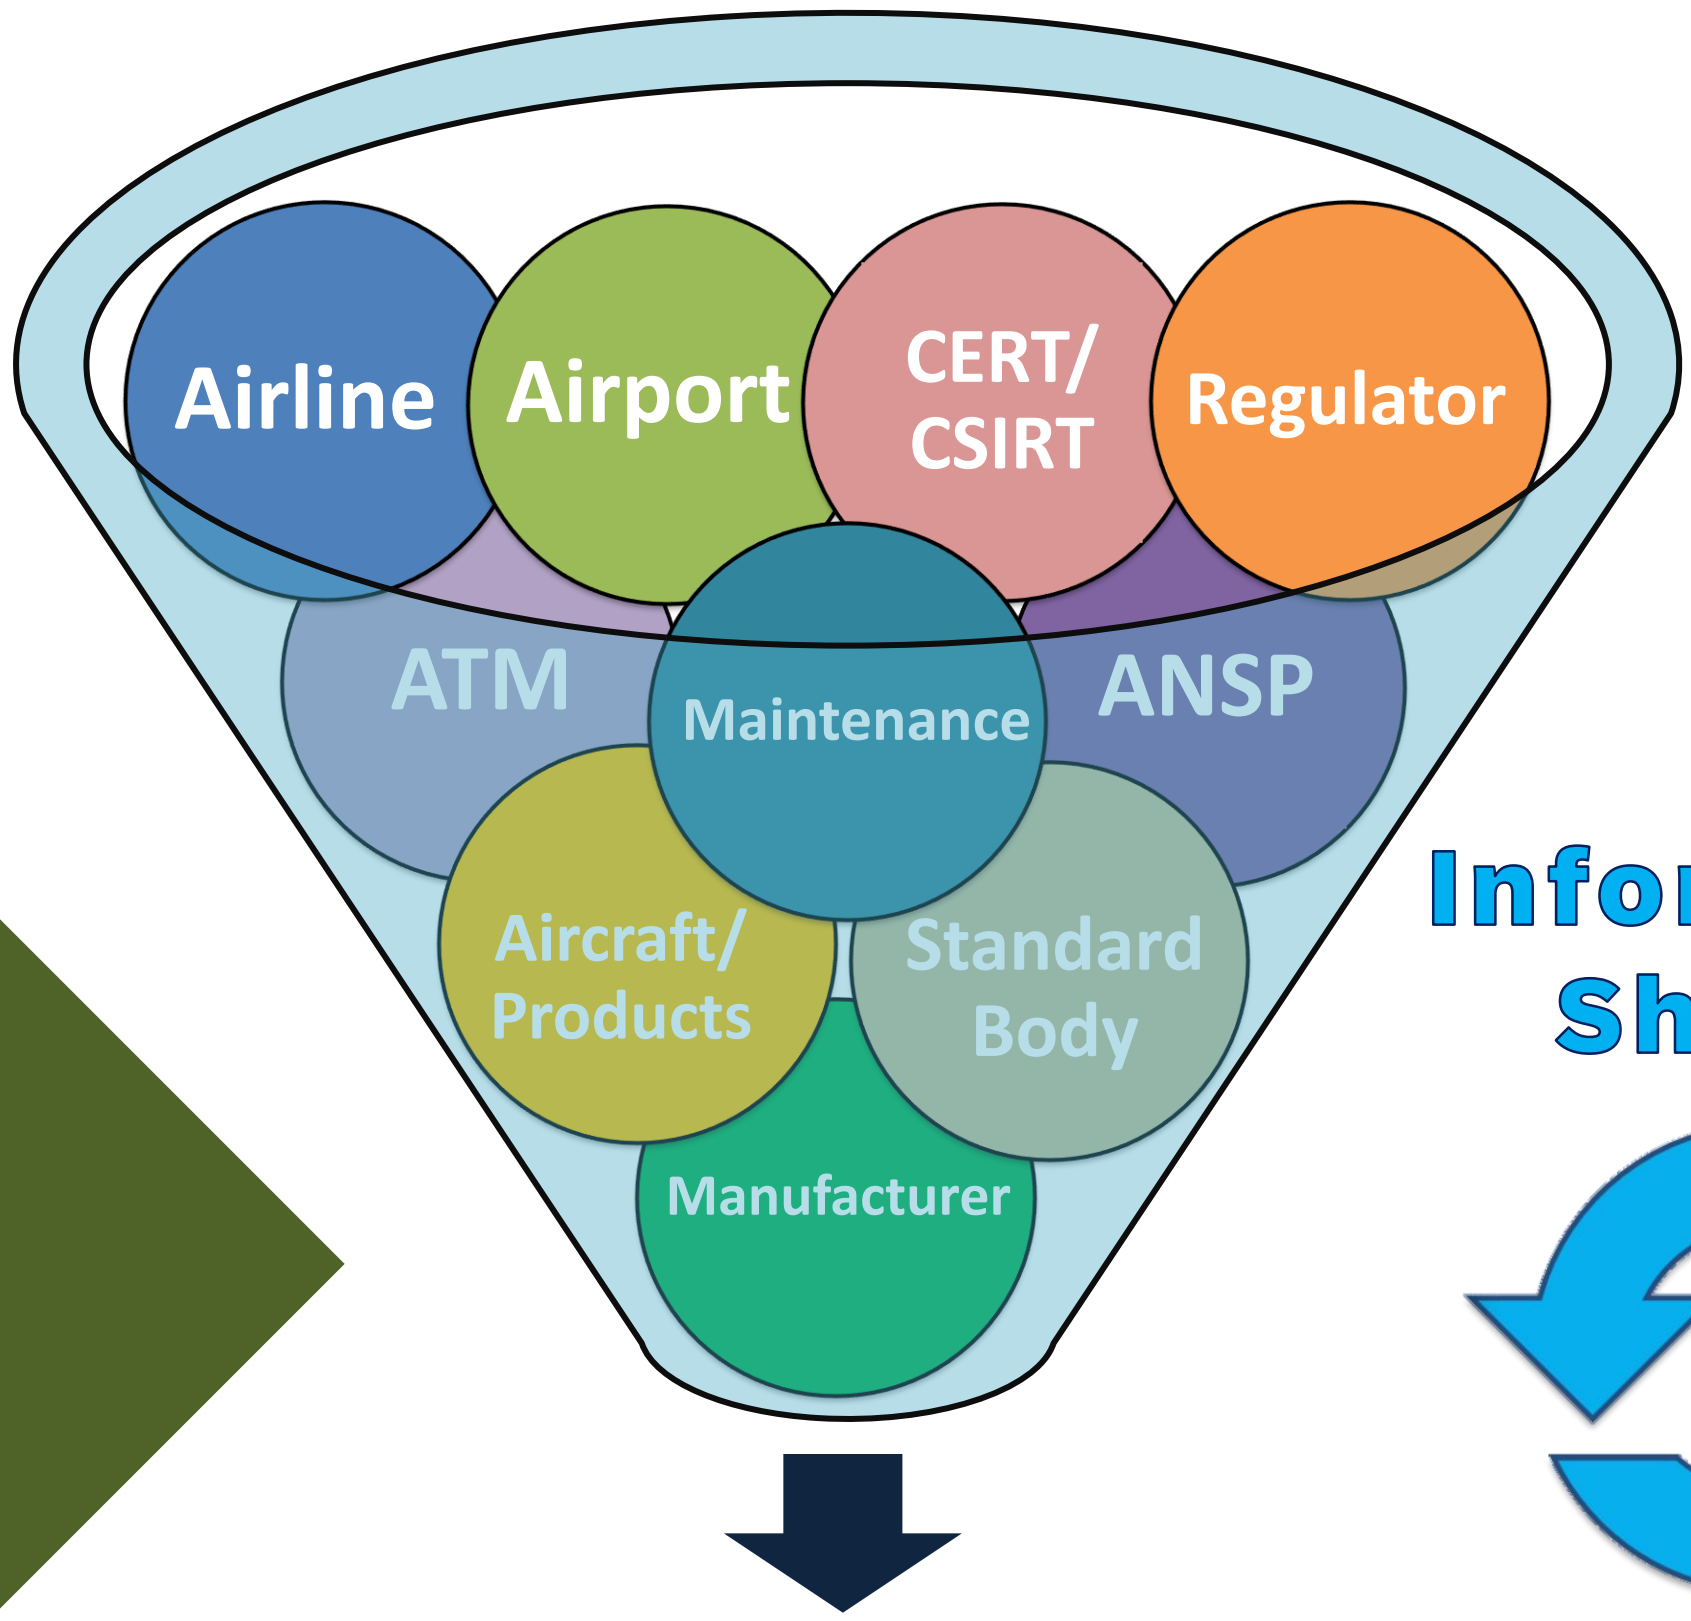 Airline
Airport
CERT/
CSIRT
Regulator
ATM
Maintenance
ANSP
Aircraft/
Products
Standard
Body
Manufacturer